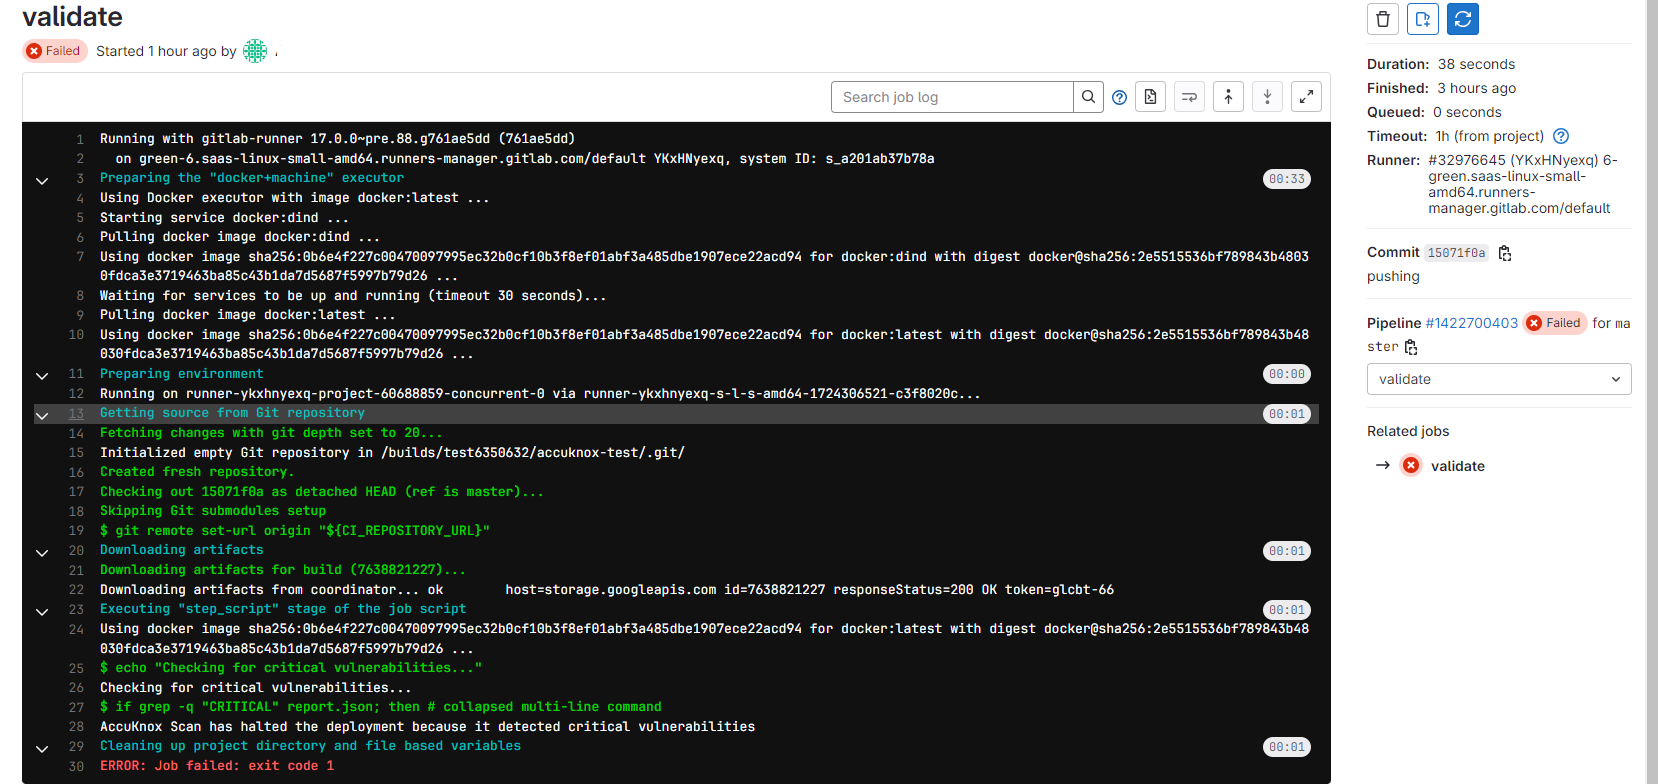 validate
Failed Started 1 hour ago by
Search job log
1 Running with gitlab-runner 17.0.0~pre.88.g761ae5dd (761ae5dd)
2 on green-6.saas-linux-small-amd64.runners-manager.gitlab.com/default YKxHNyexq, system ID: s_a201ab37b78a
3 Preparing the "docker+machine" executor 00:33
4 Using Docker executor with image docker:latest ...
5 Starting service docker:dind ...
6 Pulling docker image docker:dind ...
7 Using docker image sha256:0b6e4f227c00470097995ec32b0cf10b3f8ef01abf3a485dbe1907ece22acd94 for docker:dind with digest docker@sha256:2e5515536bf789843b4803
0fdca3e3719463ba85c43b1da7d5687f5997b79d26 ...
8 Waiting for services to be up and running (timeout 30 seconds)...
9 Pulling docker image docker:latest ...
10 Using docker image sha256:0b6e4f227c00470097995ec32b0cf10b3f8ef01abf3a485dbe1907ece22acd94 for docker:latest with digest docker@sha256:2e5515536bf789843b48
030fdca3e3719463ba85c43b1da7d5687f5997b79d26 ...
11 Preparing environment 00:00
12 Running on runner-ykxhnyexq-project-60688859-concurrent-0 via runner-ykxhnyexq-s-l-s-amd64-1724306521-c3f8020c...
13 Getting source from Git repository 00:01
14 Fetching changes with git depth set to 20...
15 Initialized empty Git repository in /builds/test6350632/accuknox-test/.git/
16 Created fresh repository.
17 Checking out 15071f0a as detached HEAD (ref is master)...
18 Skipping Git submodules setup
19 $ git remote set-url origin "${CI_REPOSITORY_URL}"
20 Downloading artifacts 00:01
21 Downloading artifacts for build (7638821227)...
22 Downloading artifacts from coordinator... ok host=storage.googleapis.com id=7638821227 responseStatus=200 OK token=glcbt-66
23 Executing "step_script" stage of the job script 00:01
24 Using docker image sha256:0b6e4f227c00470097995ec32b0cf10b3f8ef01abf3a485dbe1907ece22acd94 for docker:latest with digest docker@sha256:2e5515536bf789843b48
030fdca3e3719463ba85c43b1da7d5687f5997b79d26 ...
25 $ echo "Checking for critical vulnerabilities..."
26 Checking for critical vulnerabilities...
27 $ if grep -q "CRITICAL" report.json; then # collapsed multi-line command
28 AccuKnox Scan has halted the deployment because it detected critical vulnerabilities
29 Cleaning up project directory and file based variables 00:01
30 ERROR: Job failed: exit code 1
Duration: 38 seconds
Finished: 3 hours ago
Queued: 0 seconds
Timeout: 1h (from project)
Runner: #32976645 (YKxHNyexq) 6-
green.saas-linux-small-
amd64.runners-
manager.gitlab.com/default
Commit 15071f0a
pushing
Pipeline #1422700403 Failed for ma
ster
validate
Related jobs
→ validate